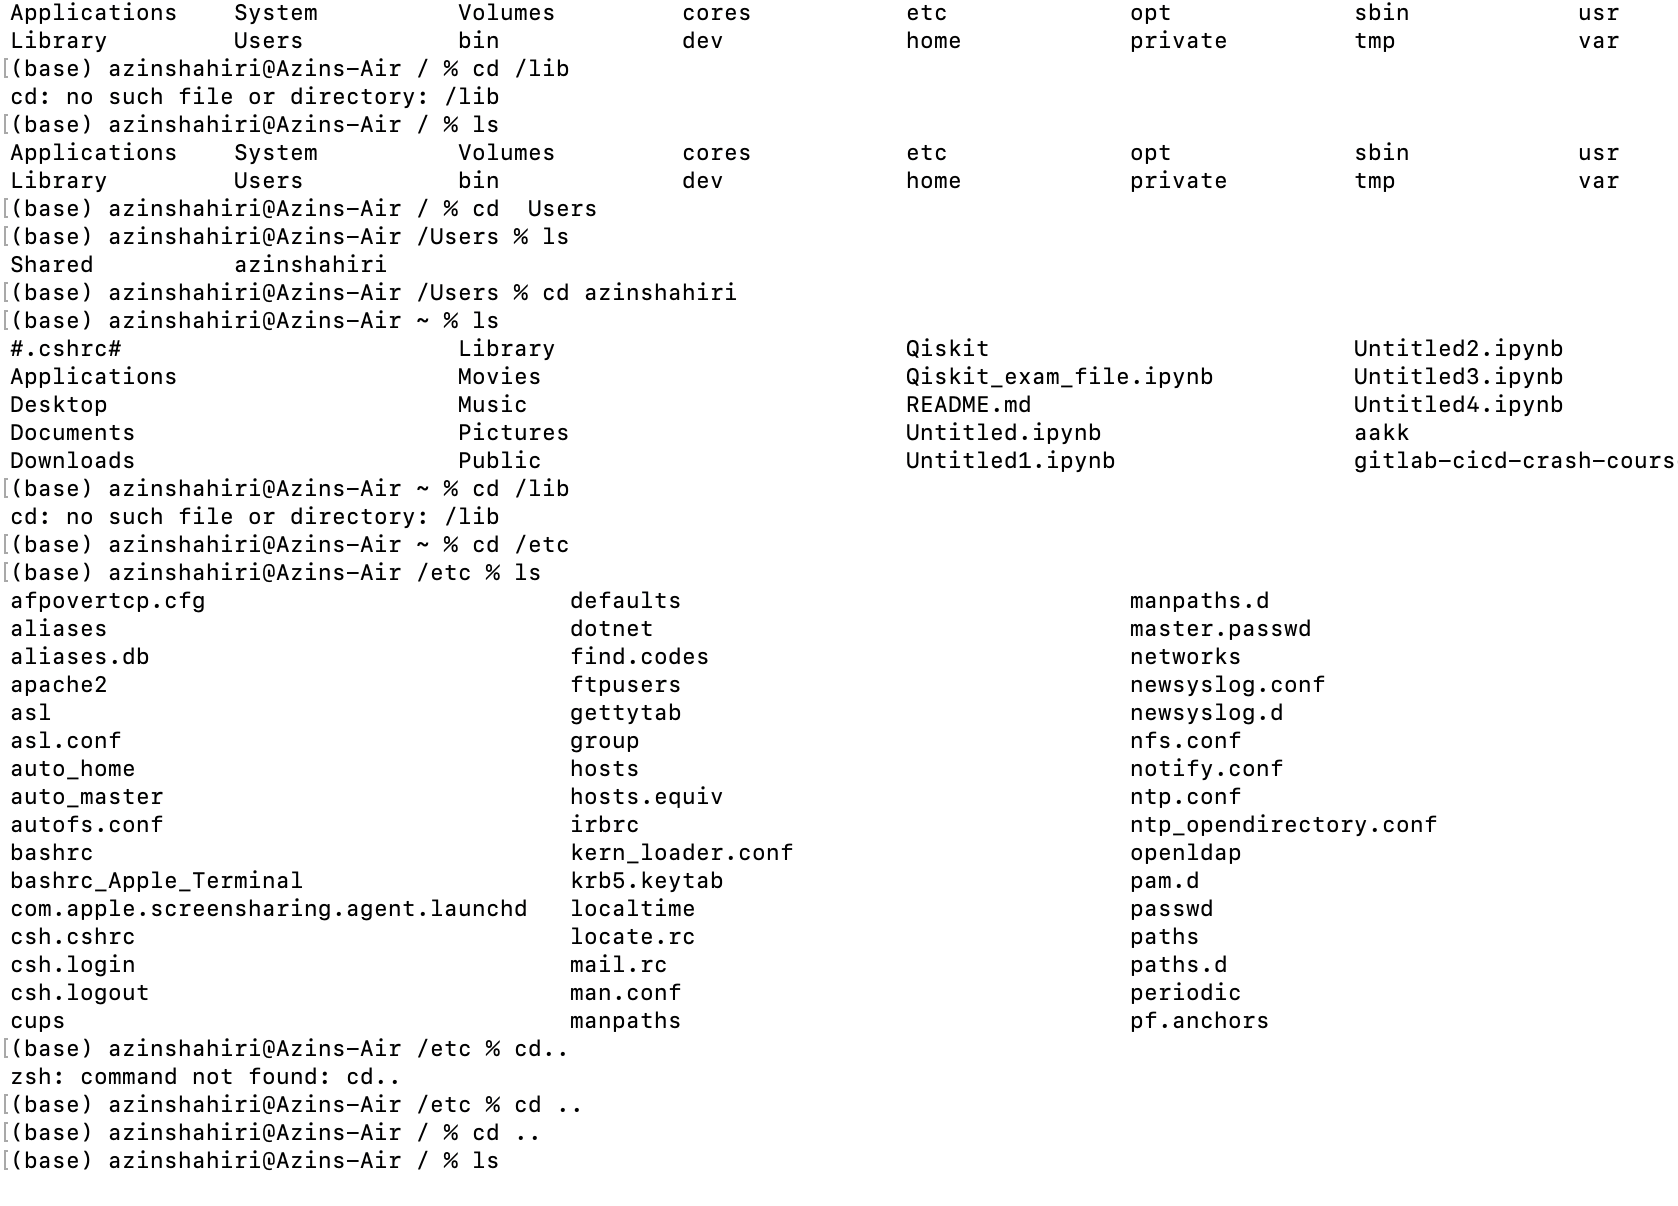 Applications    System          Volumes         cores           etc             opt             sbin            usr
Library         Users           bin             dev             home            private         tmp             var
[(base) azinshahiri@Azins-Air / % cd /lib
cd: no such file or directory: /lib
[(base) azinshahiri@Azins-Air / % ls
Applications    System          Volumes         cores           etc             opt             sbin            usr
Library         Users           bin             dev             home            private         tmp             var
[(base) azinshahiri@Azins-Air / % cd  Users
[(base) azinshahiri@Azins-Air /Users % ls
Shared          azinshahiri
[(base) azinshahiri@Azins-Air /Users % cd azinshahiri
[(base) azinshahiri@Azins-Air ~ % ls
#.cshrc#                        Library                         Qiskit                          Untitled2.ipynb
Applications                    Movies                          Qiskit_exam_file.ipynb          Untitled3.ipynb
Desktop                         Music                           README.md                       Untitled4.ipynb
Documents                       Pictures                        Untitled.ipynb                  aakk
Downloads                       Public                          Untitled1.ipynb                 gitlab-cicd-crash-cours
[(base) azinshahiri@Azins-Air ~ % cd /lib
cd: no such file or directory: /lib
[(base) azinshahiri@Azins-Air ~ % cd /etc
[(base) azinshahiri@Azins-Air /etc % ls
afpovertcp.cfg                          defaults                                manpaths.d
aliases                                 dotnet                                  master.passwd
aliases.db                              find.codes                              networks
apache2                                 ftpusers                                newsyslog.conf
asl                                     gettytab                                newsyslog.d
asl.conf                                group                                   nfs.conf
auto_home                               hosts                                   notify.conf
auto_master                             hosts.equiv                             ntp.conf
autofs.conf                             irbrc                                   ntp_opendirectory.conf
bashrc                                  kern_loader.conf                        openldap
bashrc_Apple_Terminal                   krb5.keytab                             pam.d
com.apple.screensharing.agent.launchd   localtime                               passwd
csh.cshrc                               locate.rc                               paths
csh.login                               mail.rc                                 paths.d
csh.logout                              man.conf                                periodic
cups                                    manpaths                                pf.anchors
[(base) azinshahiri@Azins-Air /etc % cd..
zsh: command not found: cd..
[(base) azinshahiri@Azins-Air /etc % cd ..
[(base) azinshahiri@Azins-Air / % cd ..
[(base) azinshahiri@Azins-Air / % ls